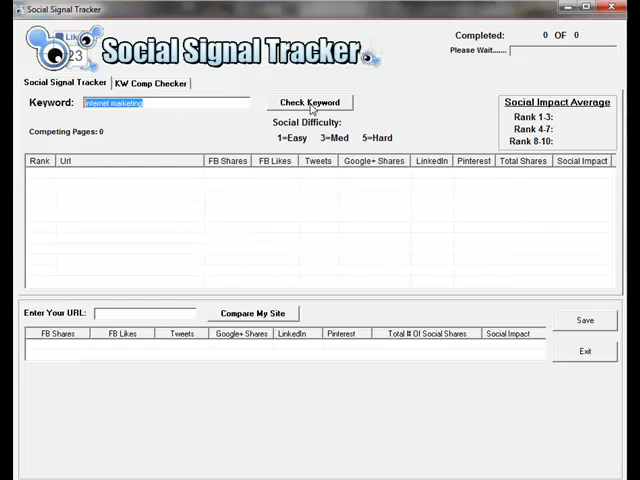 Social Signal Tracker
Like
23
Social Signal Tracker
Completed: 0 OF 0
Please Wait.....
Social Signal Tracker
KW Comp Checker
Keyword: internet marketing
Check Keyword
Social Impact Average
Rank 1-3:
Rank 4-7:
Rank 8-10:
Social Difficulty:
1=Easy 3=Med 5=Hard
Competing Pages: 0
Rank Url FB Shares FB Likes Tweets Google+ Shares LinkedIn Pinterest Total Shares Social Impact
Enter Your URL:
Compare My Site
Save
FB Shares FB Likes Tweets Google+ Shares LinkedIn Pinterest Total # Of Social Shares Social Impact
Exit